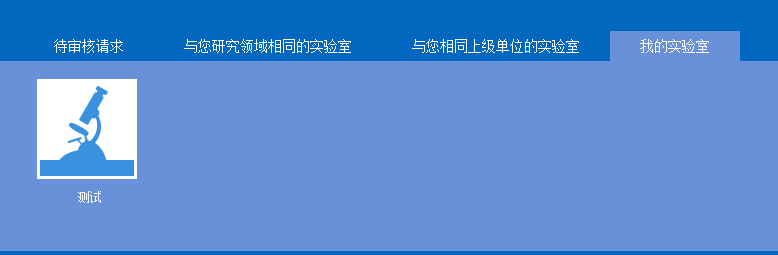 待审核请求
与您研究领域相同的实验室
与您相同上级单位的实验室
我的实验室
测试